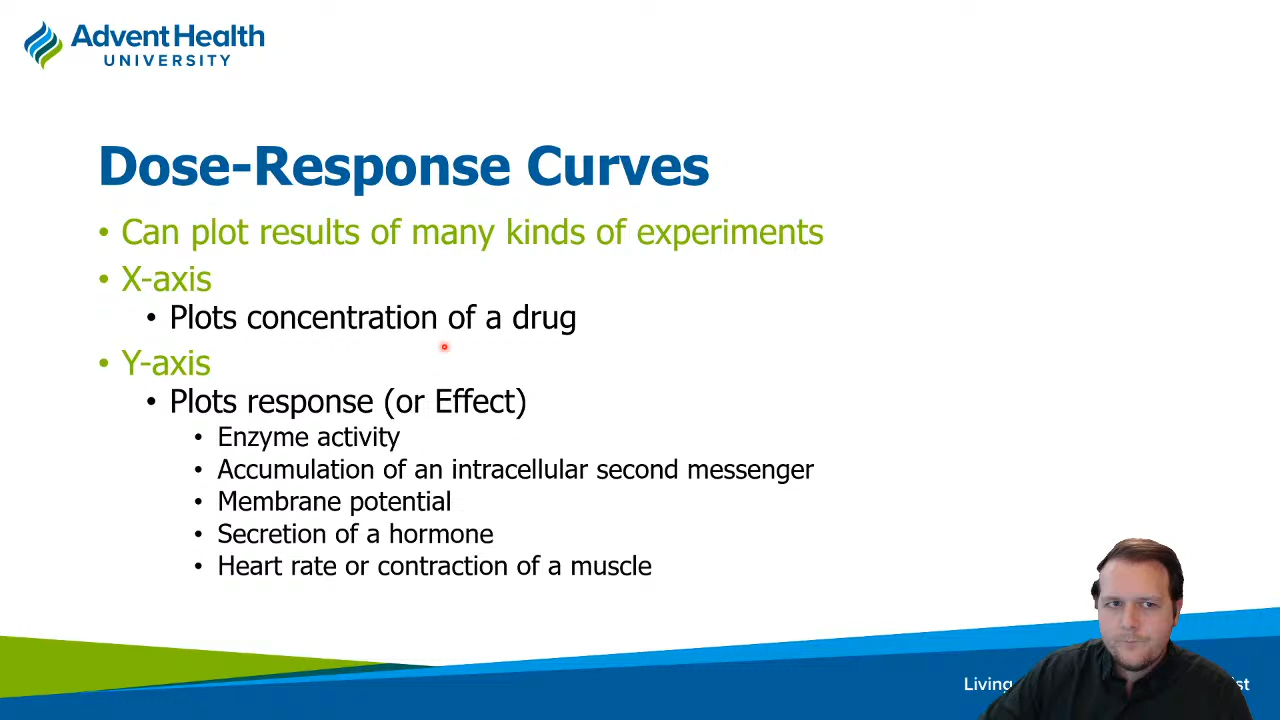 AdventHealth
UNIVERSITY
Dose-Response Curves
• Can plot results of many kinds of experiments
• X-axis
• Plots concentration of a drug
• Y-axis
• Plots response (or Effect)
• Enzyme activity
• Accumulation of an intracellular second messenger
• Membrane potential
• Secretion of a hormone
• Heart rate or contraction of a muscle
Living